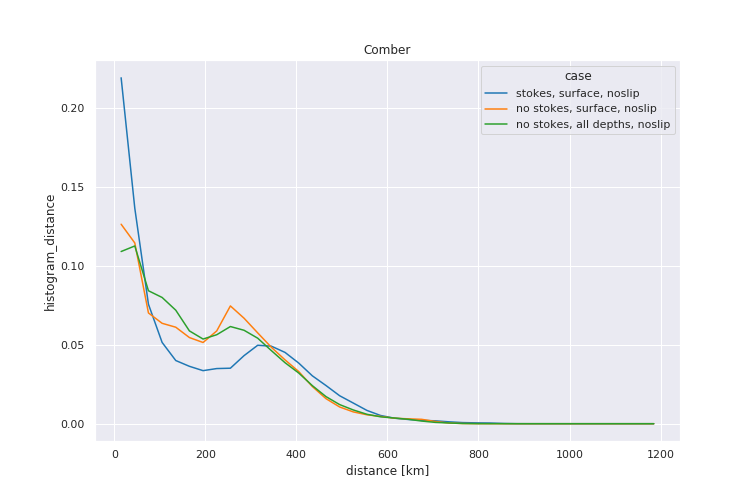 Comber
case
stokes, surface, noslip
no stokes, surface, noslip
no stokes, all depths, noslip
histogram_distance
0.20
0.15
0.10
0.05
0.00
0 200 400 600 800 1000 1200
distance [km]